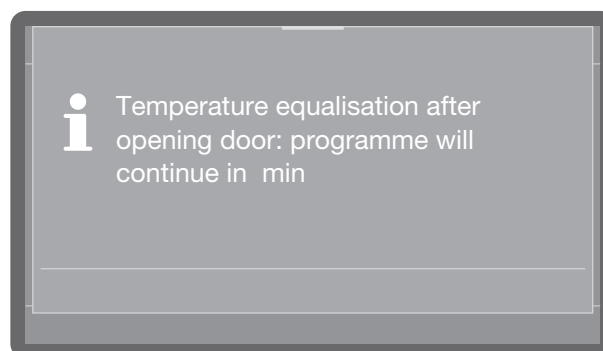 Temperature equalisation after
opening door: programme will
continue in  min